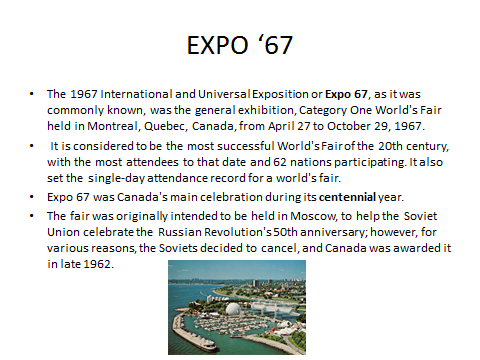 EXPO ‘67
• The 1967 International and Universal Exposition or Expo 67, as it was
commonly known, was the general exhibition, Category One World's Fair
held in Montreal, Quebec, Canada, from April 27 to October 29, 1967.
• It is considered to be the most successful World's Fair of the 20th century,
with the most attendees to that date and 62 nations participating. It also
set the single-day attendance record for a world's fair.
• Expo 67 was Canada's main celebration during its centennial year.
• The fair was originally intended to be held in Moscow, to help the Soviet
Union celebrate the Russian Revolution's 50th anniversary; however, for
various reasons, the Soviets decided to cancel, and Canada was awarded it
in late 1962.